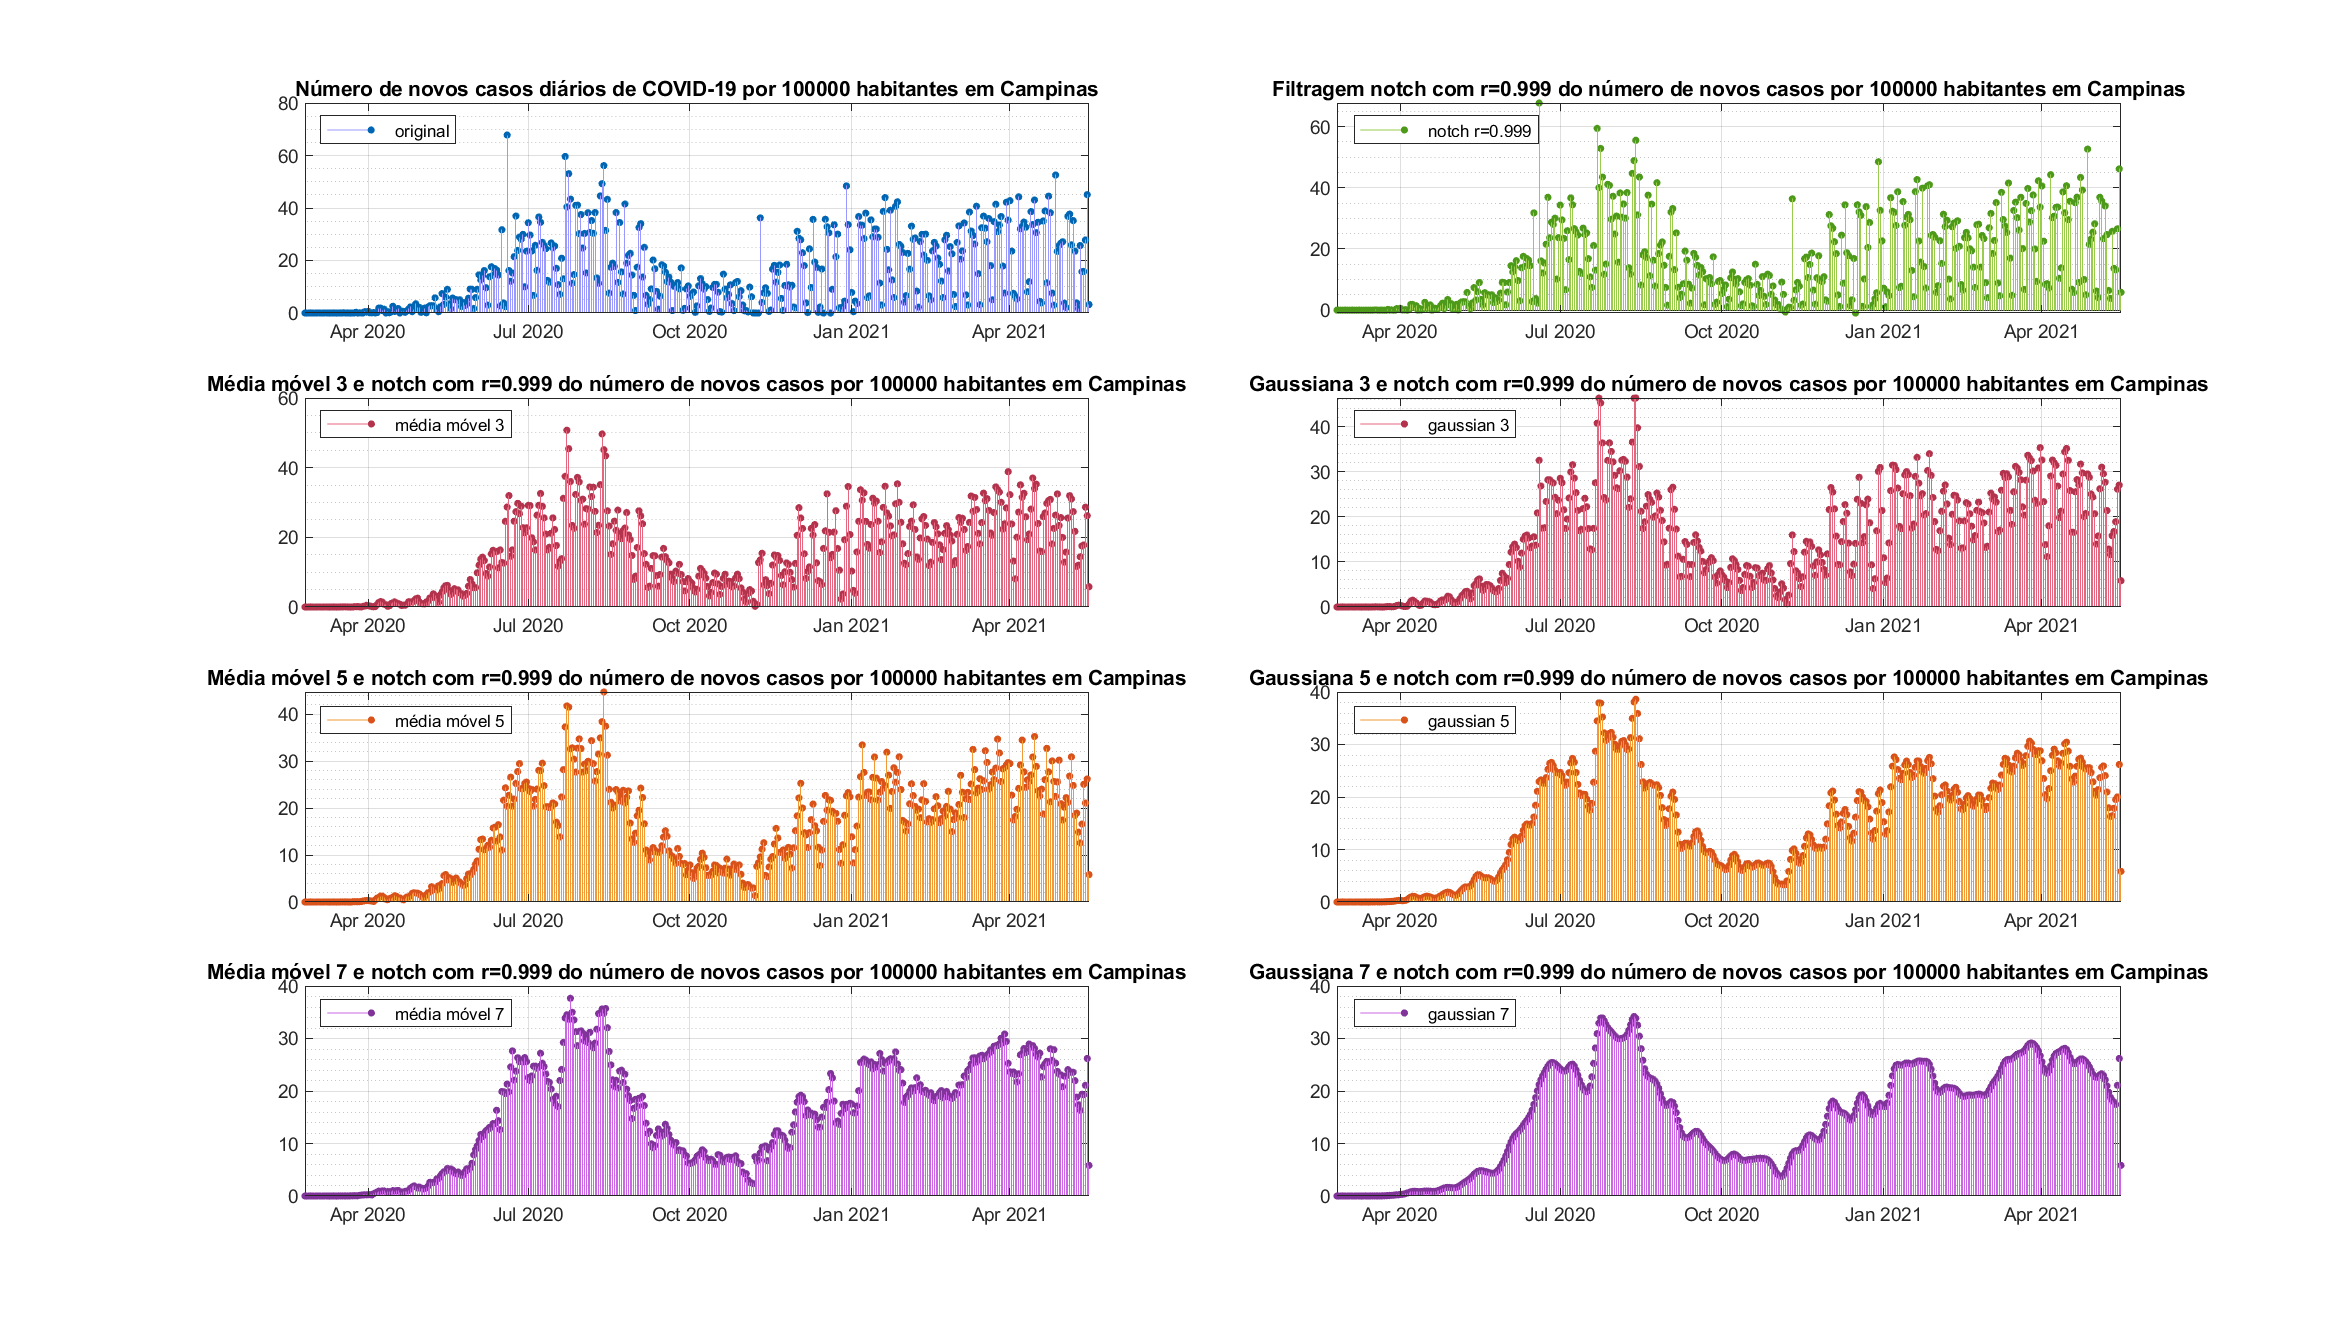 Número de novos casos diários de COVID-19 por 100000 habitantes em Campinas
original
80
60
40
20
0
Apr 2020 Jul 2020 Oct 2020 Jan 2021 Apr 2021
Filtragem notch com r=0.999 do número de novos casos por 100000 habitantes em Campinas
notch r=0.999
60
40
20
0
Apr 2020 Jul 2020 Oct 2020 Jan 2021 Apr 2021
Média móvel 3 e notch com r=0.999 do número de novos casos por 100000 habitantes em Campinas
média móvel 3
60
40
20
0
Apr 2020 Jul 2020 Oct 2020 Jan 2021 Apr 2021
Gaussiana 3 e notch com r=0.999 do número de novos casos por 100000 habitantes em Campinas
gaussian 3
40
30
20
10
0
Apr 2020 Jul 2020 Oct 2020 Jan 2021 Apr 2021
Média móvel 5 e notch com r=0.999 do número de novos casos por 100000 habitantes em Campinas
média móvel 5
40
30
20
10
0
Apr 2020 Jul 2020 Oct 2020 Jan 2021 Apr 2021
Gaussiana 5 e notch com r=0.999 do número de novos casos por 100000 habitantes em Campinas
gaussian 5
40
30
20
10
0
Apr 2020 Jul 2020 Oct 2020 Jan 2021 Apr 2021
Média móvel 7 e notch com r=0.999 do número de novos casos por 100000 habitantes em Campinas
média móvel 7
40
30
20
10
0
Apr 2020 Jul 2020 Oct 2020 Jan 2021 Apr 2021
Gaussiana 7 e notch com r=0.999 do número de novos casos por 100000 habitantes em Campinas
gaussian 7
40
30
20
10
0
Apr 2020 Jul 2020 Oct 2020 Jan 2021 Apr 2021